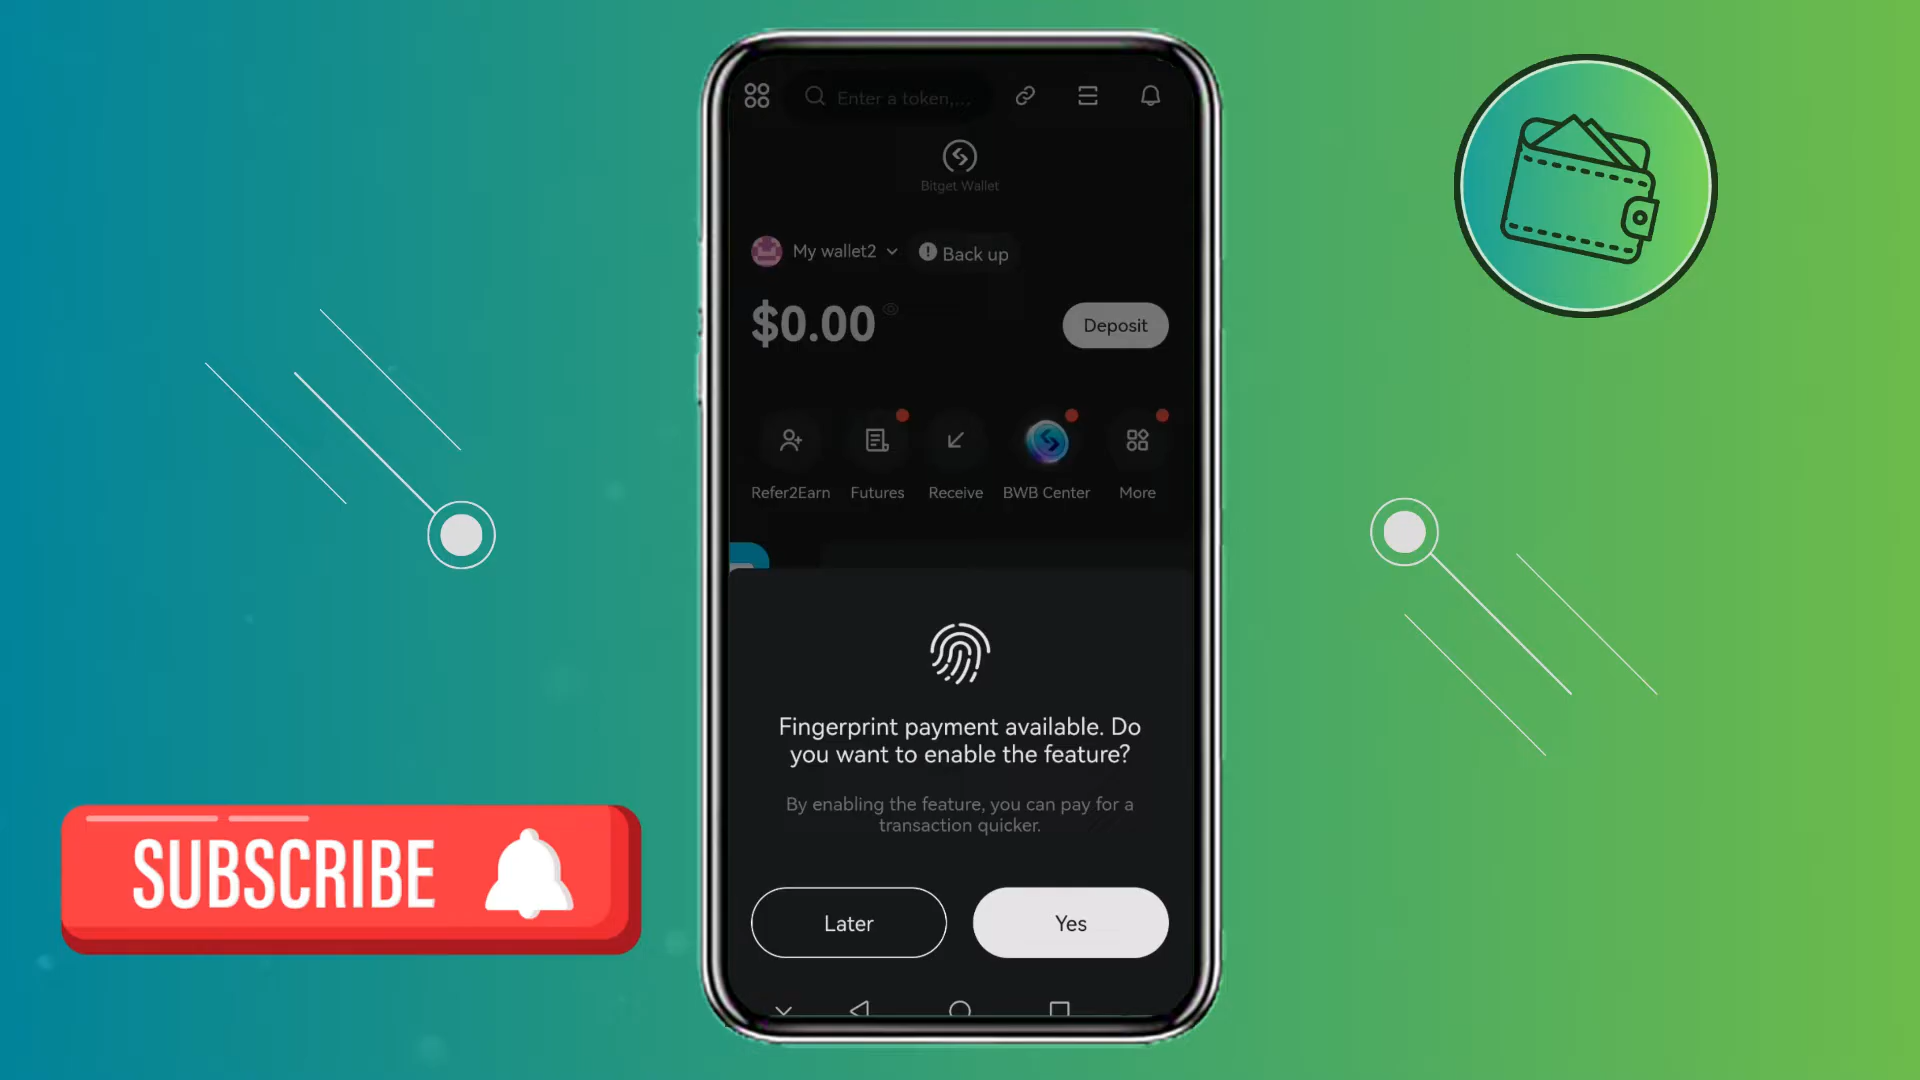 Enter a token,...
Bitget Wallet
My wallet2
Back up
$0.00
Deposit
Refer2Earn
Futures
Receive
BWB Center
More
Fingerprint payment available. Do
you want to enable the feature?
By enabling the feature, you can pay for a
transaction quicker.
Later
Yes
SUBSCRIBE